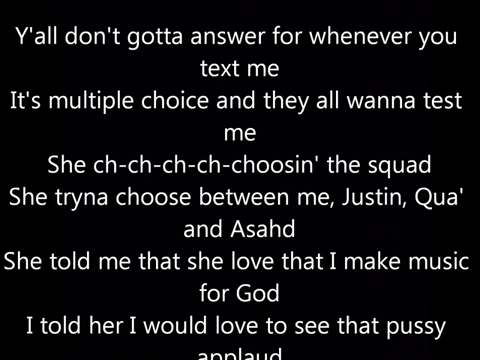 Y'all don't gotta answer for whenever you
text me
It's multiple choice and they all wanna test
me
She ch-ch-ch-ch-choosin' the squad
She tryna choose between me, Justin, Qua'
and Asahd
She told me that she love that I make music
for God
I told her I would love to see that pussy
applaud